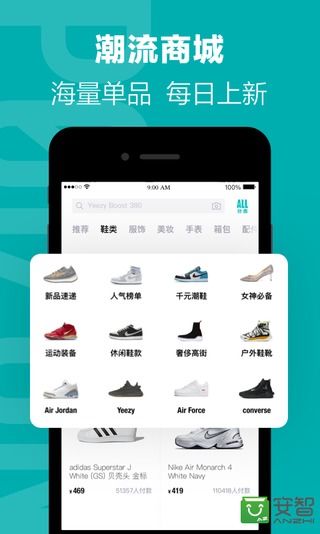 潮流商城
海量单品 每日上新
9:00 AM
100%
Yeezy Boost 380
ALL
分类
推荐 鞋类 服饰 美妆 手表 箱包 配件
新品速递 人气榜单 千元潮鞋 女神必备
运动装备 休闲鞋款 奢侈高街 户外鞋靴
Air Jordan Yeezy Air Force converse
adidas Superstar J White (GS) 贝壳头 金标
¥469 51357人付款
Nike Air Monarch 4 White Navy
¥419 110416人付款
安智
ANZHI